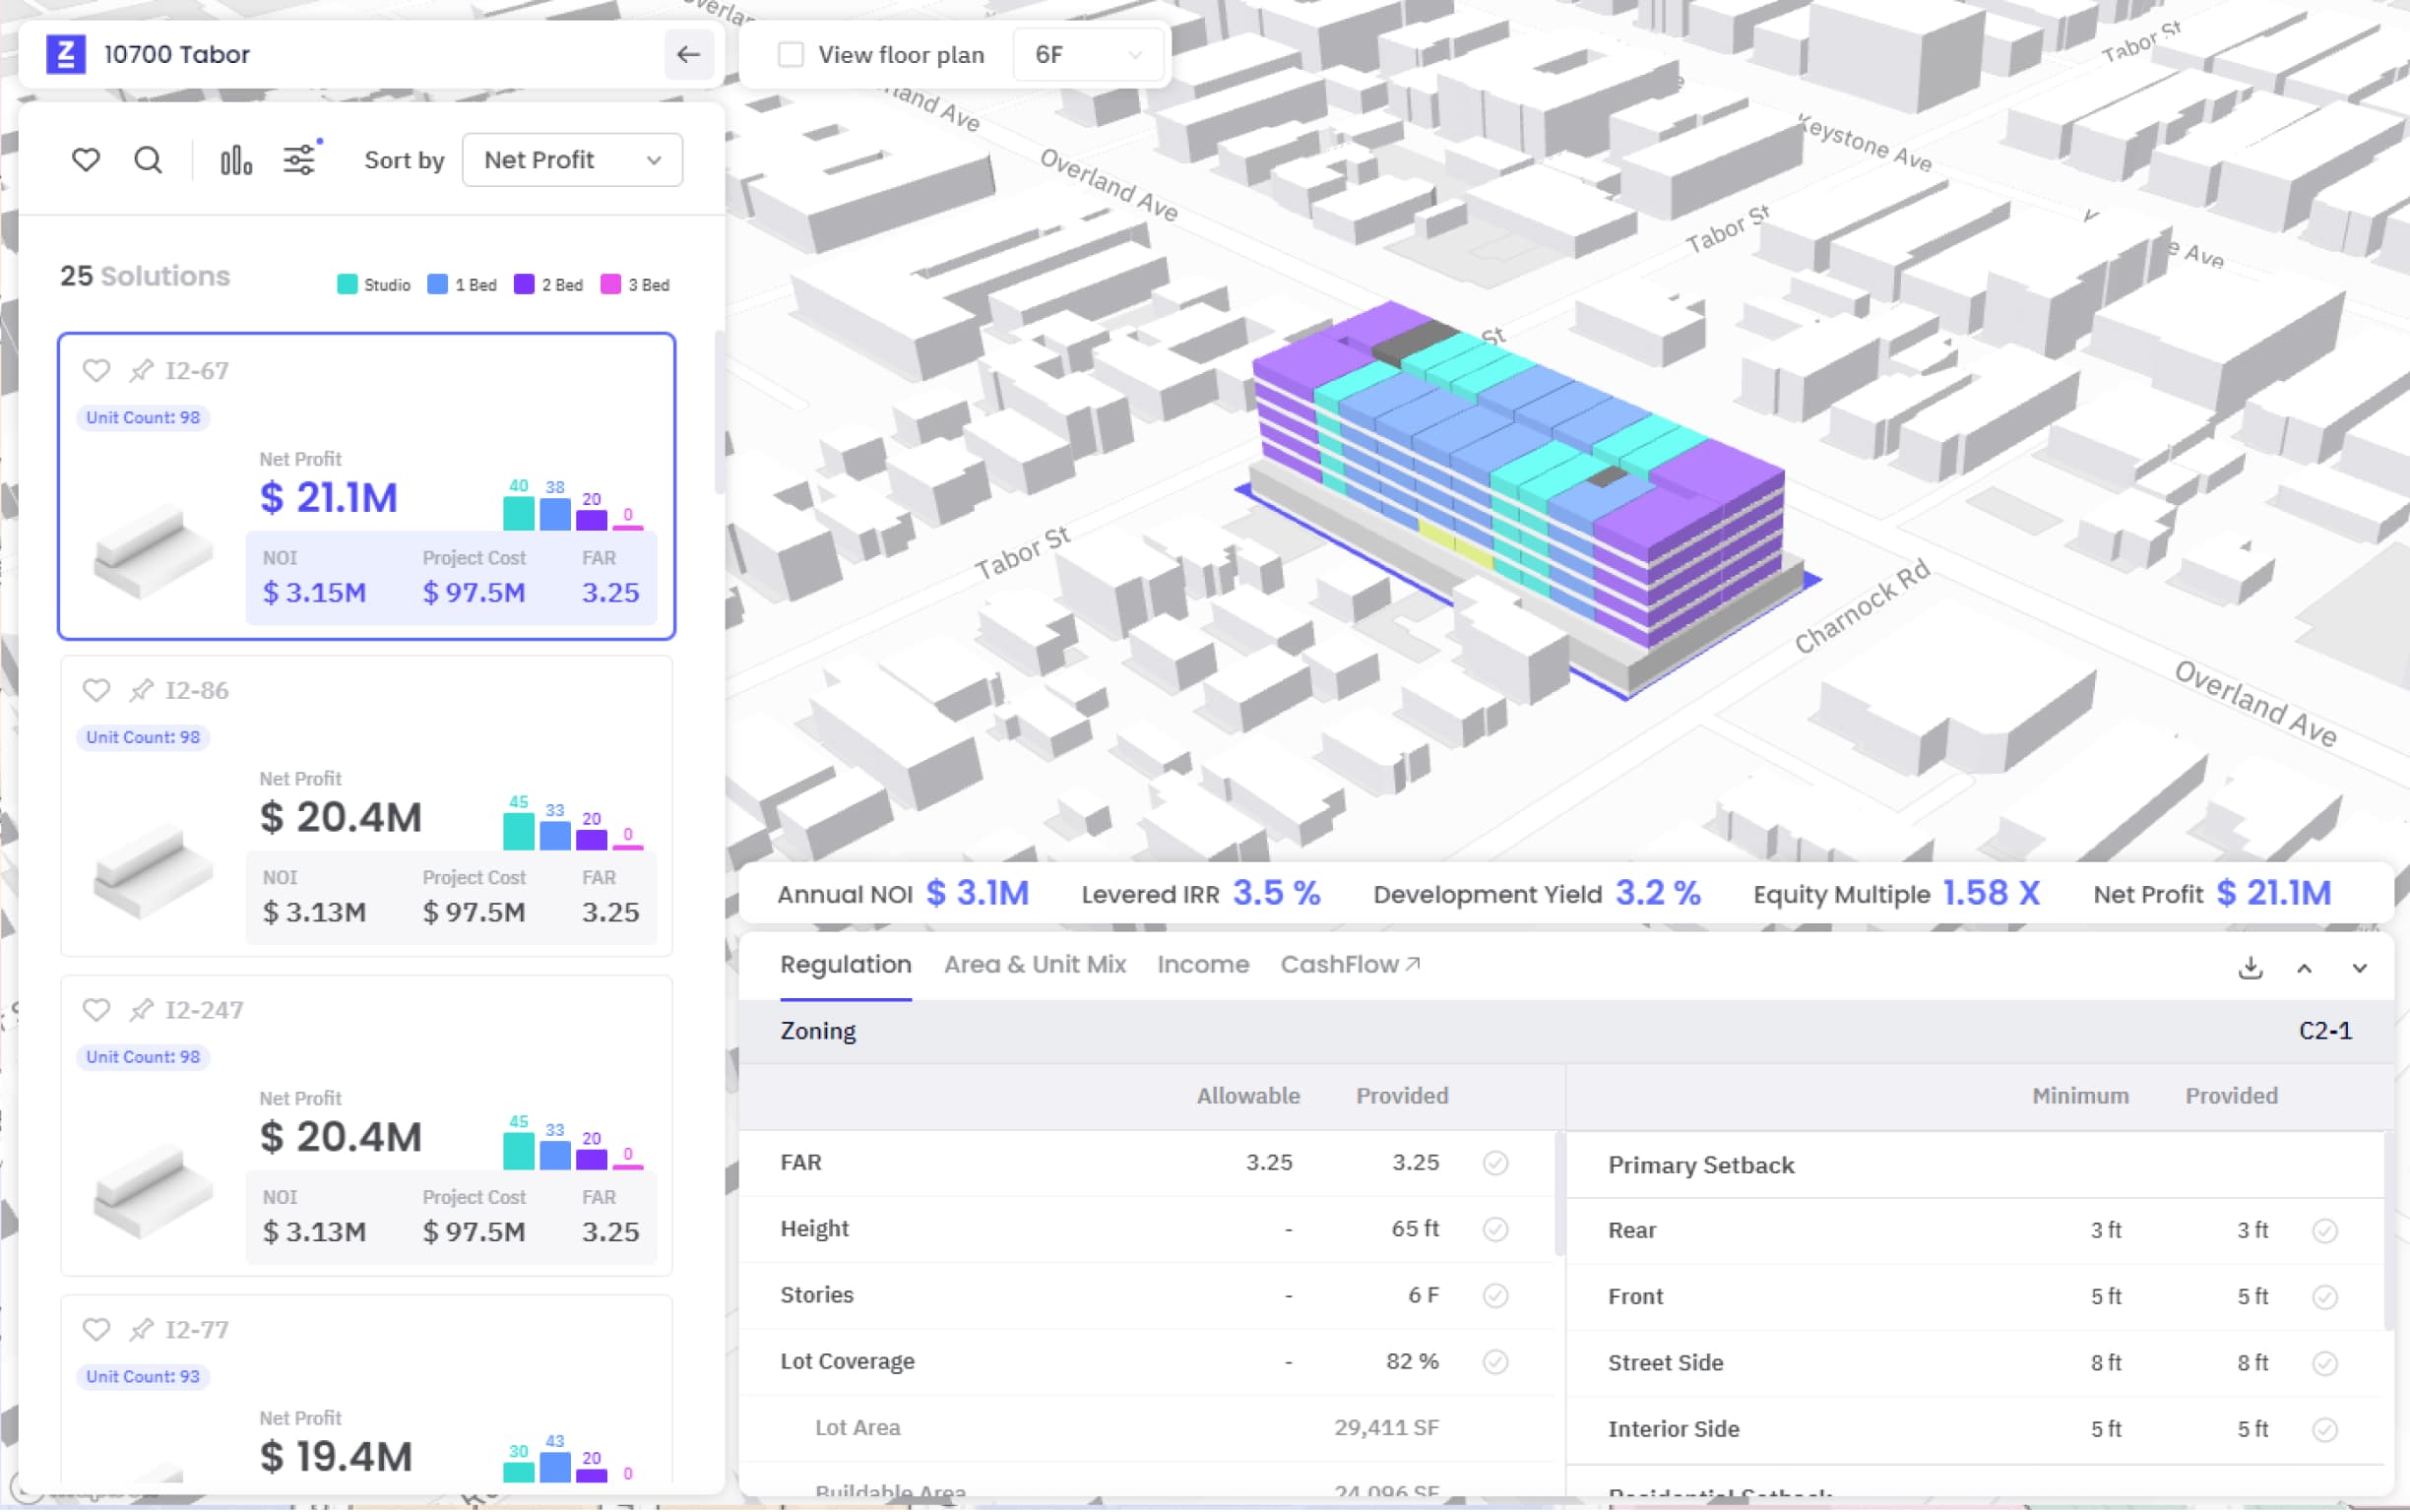 10700 Tabor
View floor plan
6F
Sort by
Net Profit
25 Solutions
Studio
1 Bed
2 Bed
3 Bed
I2-67
Unit Count: 98
Net Profit
$ 21.1M
40
38
20
0
NOI
Project Cost
FAR
$ 3.15M
$ 97.5M
3.25
I2-86
Unit Count: 98
Net Profit
$ 20.4M
45
33
20
0
NOI
Project Cost
FAR
$ 3.13M
$ 97.5M
3.25
I2-247
Unit Count: 98
Net Profit
$ 20.4M
45
33
20
0
NOI
Project Cost
FAR
$ 3.13M
$ 97.5M
3.25
I2-77
Unit Count: 93
Net Profit
$ 19.4M
30
43
20
0
Tabor St
Overland Ave
Keystone Ave
Tabor St
Ave
St
Tabor St
Charnock Rd
Overland Ave
Annual NOI $ 3.1M
Levered IRR 3.5 %
Development Yield 3.2 %
Equity Multiple 1.58 X
Net Profit $ 21.1M
Regulation
Area & Unit Mix
Income
CashFlow
Zoning
C2-1
Allowable
Provided
FAR
3.25
3.25
Height
-
65 ft
Stories
-
6 F
Lot Coverage
-
82 %
Lot Area
29,411 SF
Buildable Area
24,096 SF
Minimum
Provided
Primary Setback
Rear
3 ft
3 ft
Front
5 ft
5 ft
Street Side
8 ft
8 ft
Interior Side
5 ft
5 ft
Residential Setback